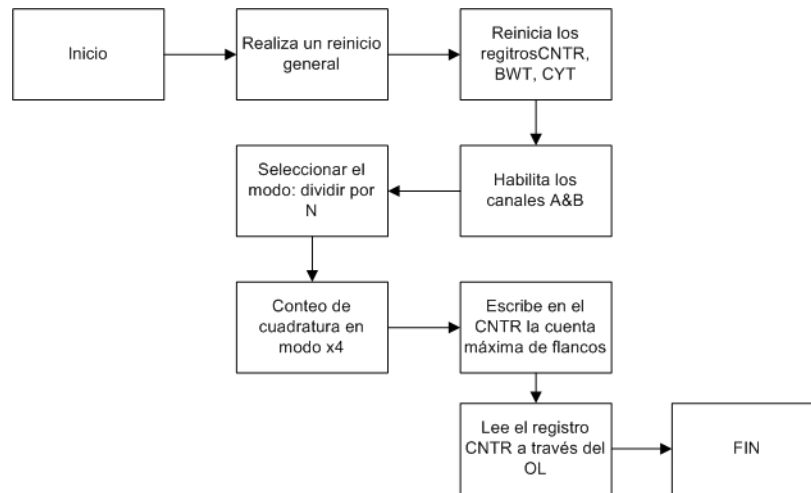 Inicio
Realiza un reinicio
general
Reinicia los
regitrosCNTR,
BWT, CYT
Habilita los
canales A&B
Seleccionar el
modo: dividir por
N
Conteo de
cuadratura en
modo x4
Escribe en el
CNTR la cuenta
máxima de flancos
Lee el registro
CNTR a través del
OL
FIN